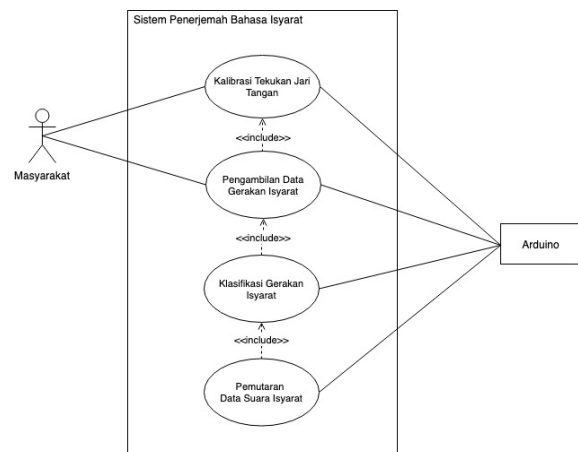 Sistem Penerjemah Bahasa Isyarat
Kalibrasi Tekukan Jari
Tangan
<<include>>
Masyarakat
Pengambilan Data
Gerakan Isyarat
<<include>>
Arduino
Klasifikasi Gerakan
Isyarat
<<include>>
Pemutaran
Data Suara Isyarat